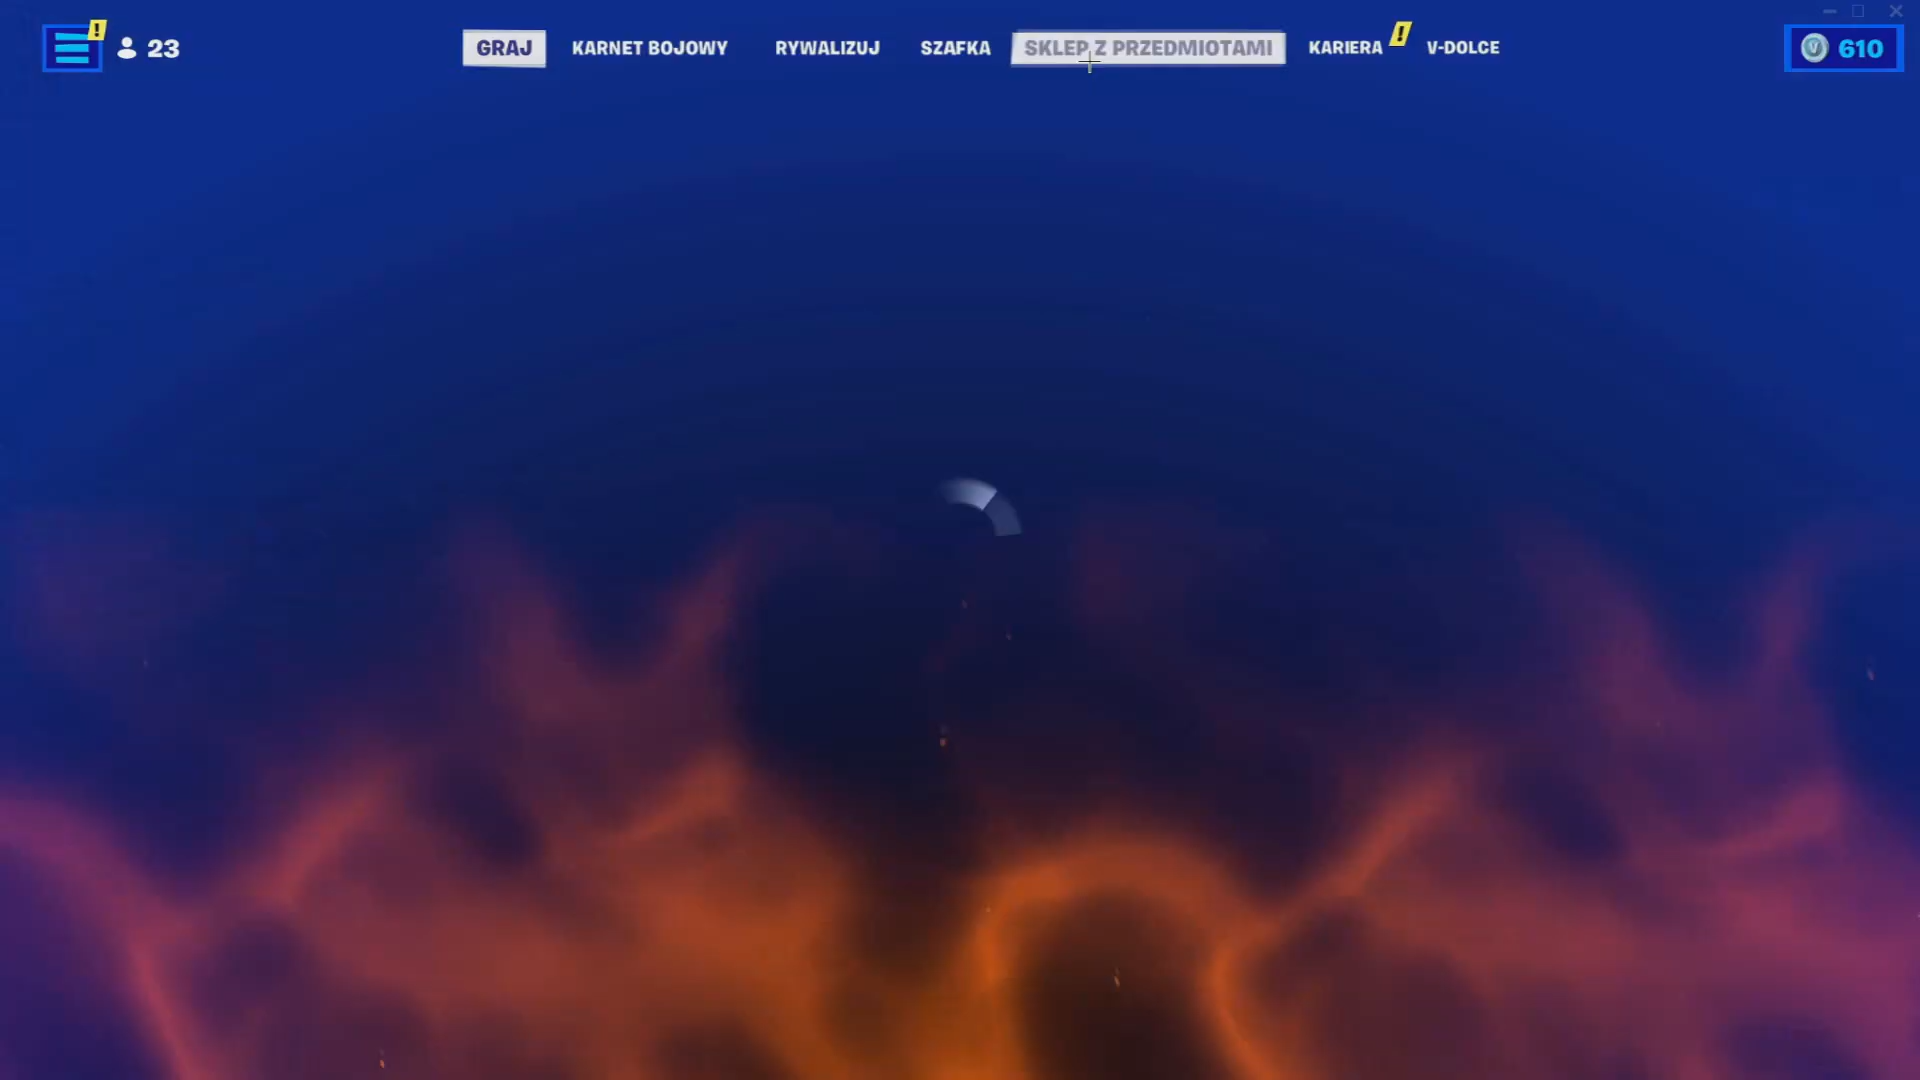 ! 23 GRAJ KARNET BOJOWY RYWALIZUJ SZAFKA SKLEP Z PRZEDMIOTAMI KARIERA ! V-DOLCE V 610